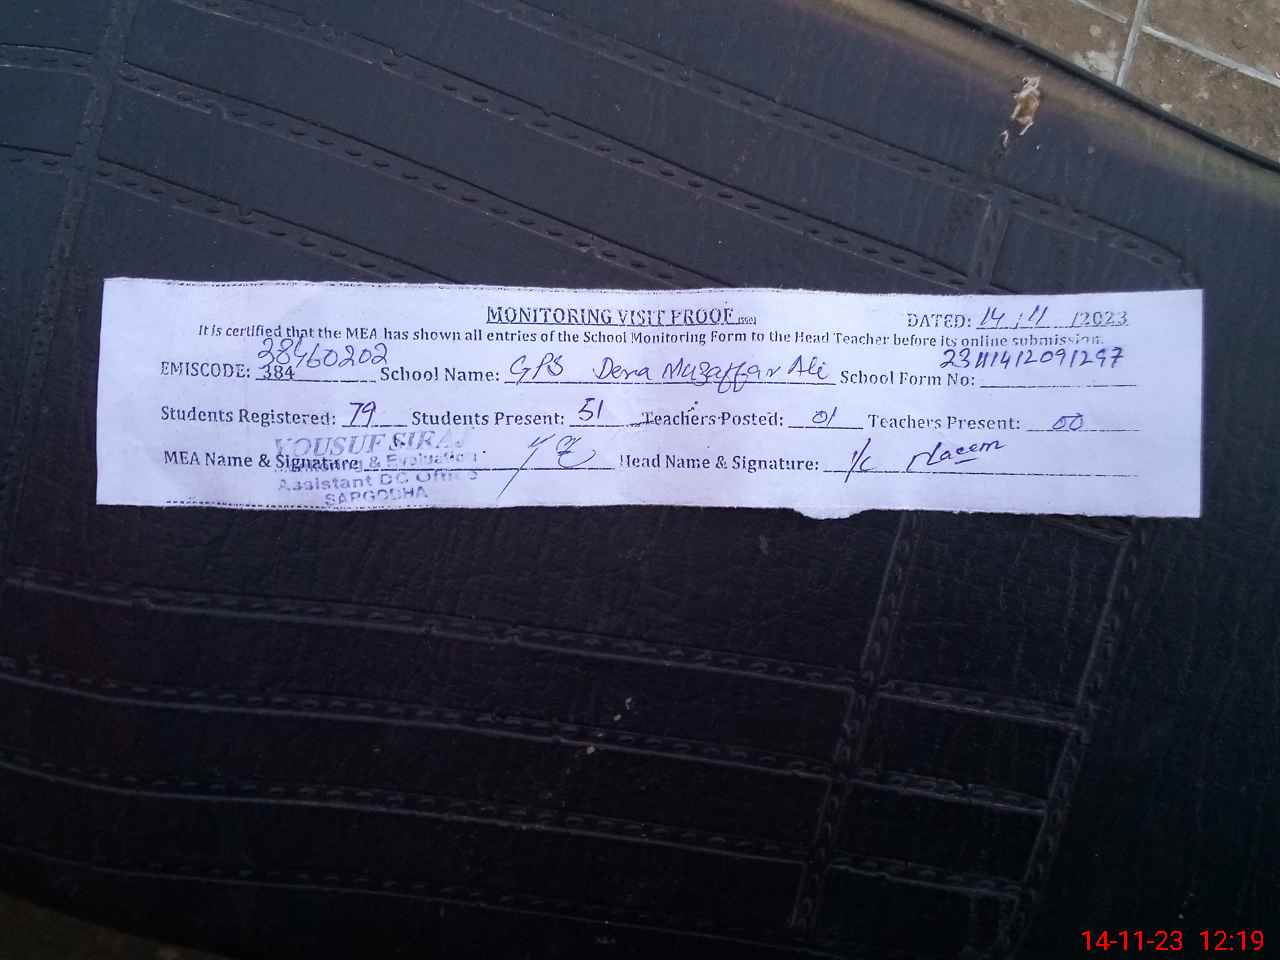 MONITORING VISIT PROOF
DATED: 14/11/2023
It is certified that the MEA has shown all entries of the School Monitoring Form to the Head Teacher before its online submission.
EMISCODE: 384 38460202 School Name: GPS Dera Muzaffar Ali School Form No: 23111412091297
Students Registered: 79 Students Present: 51 Teachers Posted: 01 Teachers Present: 00
MEA Name & Signature Head Name & Signature: I/C Naeem
YOUSUF SIRAJ
Monitoring & Evaluation
Assistant DC Office
SARGODHA
14-11-23 12:19